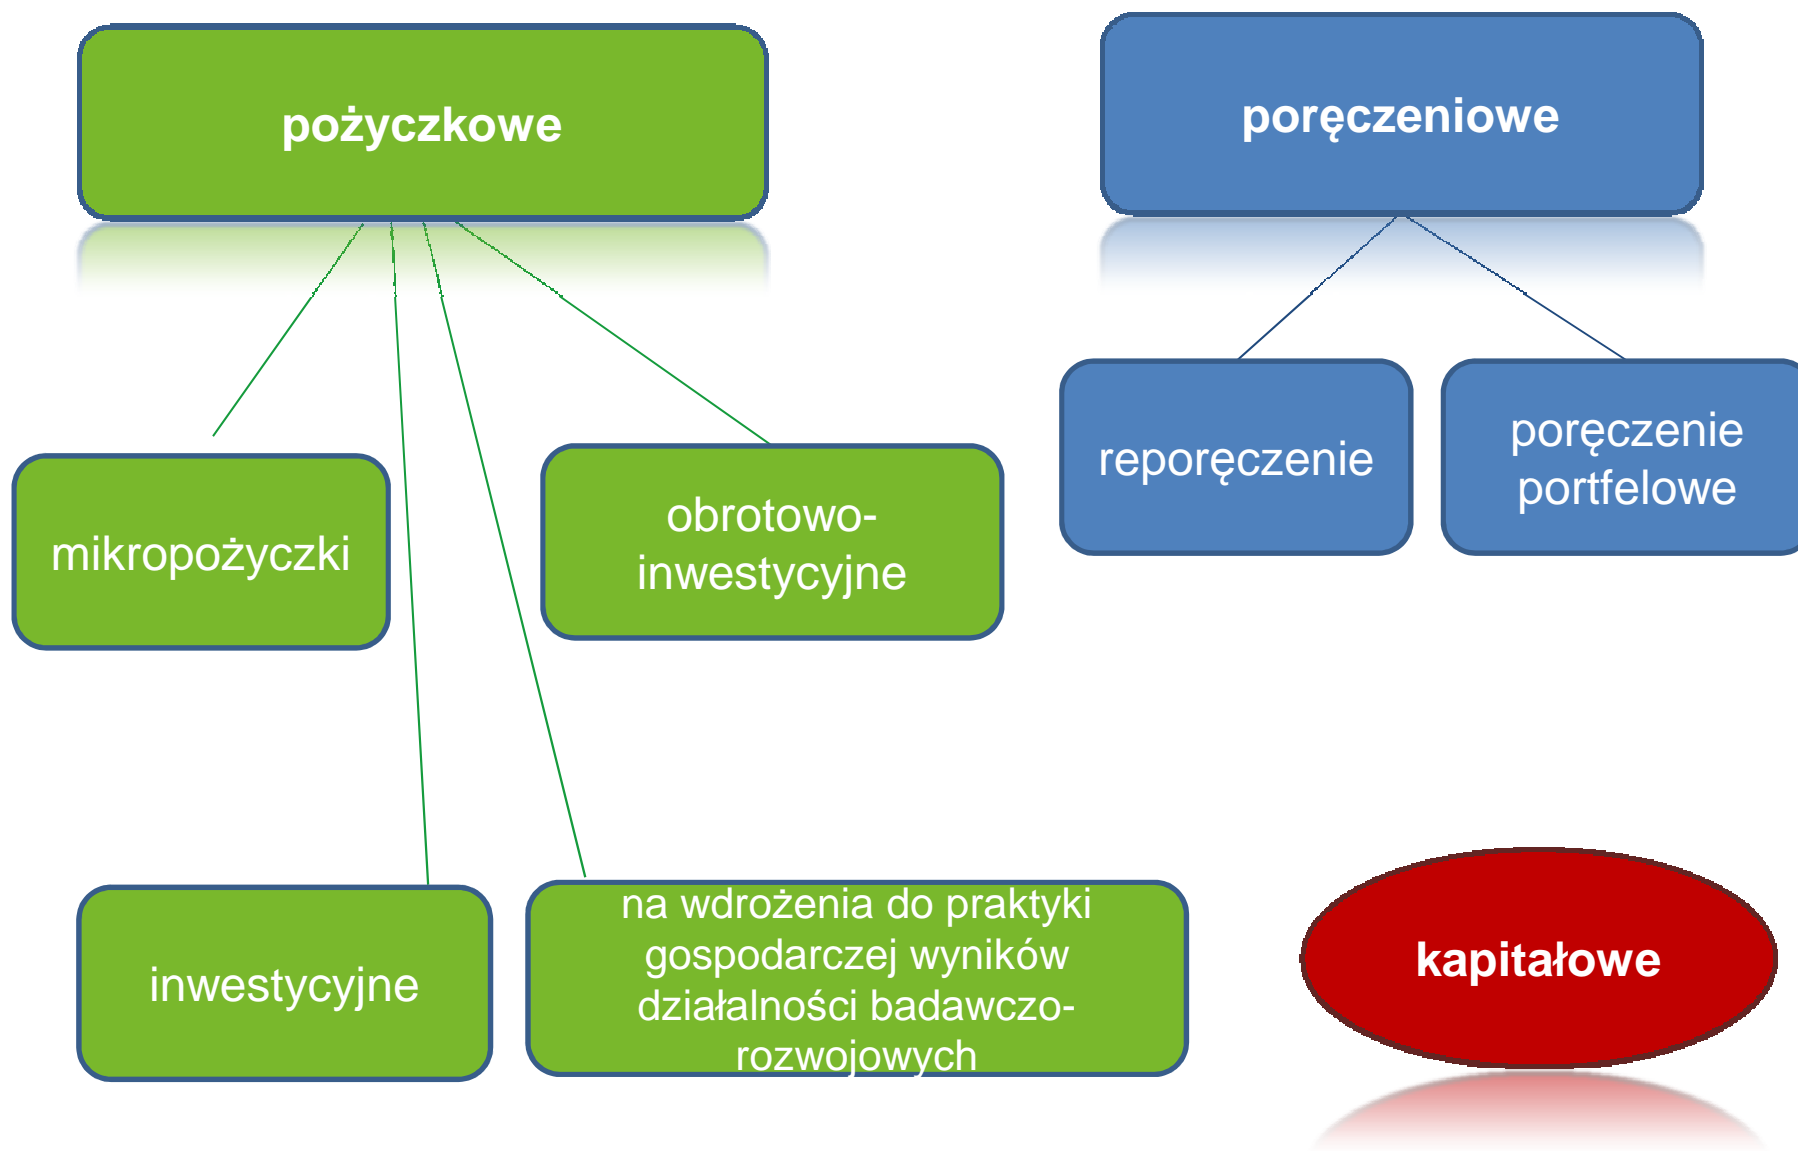 pożyczkowe
poręczeniowe
mikropożyczki
obrotowo-
inwestycyjne
reporęczenie
poręczenie
portfelowe
inwestycyjne
na wdrożenia do praktyki
gospodarczej wyników
działalności badawczo-
rozwojowych
kapitałowe